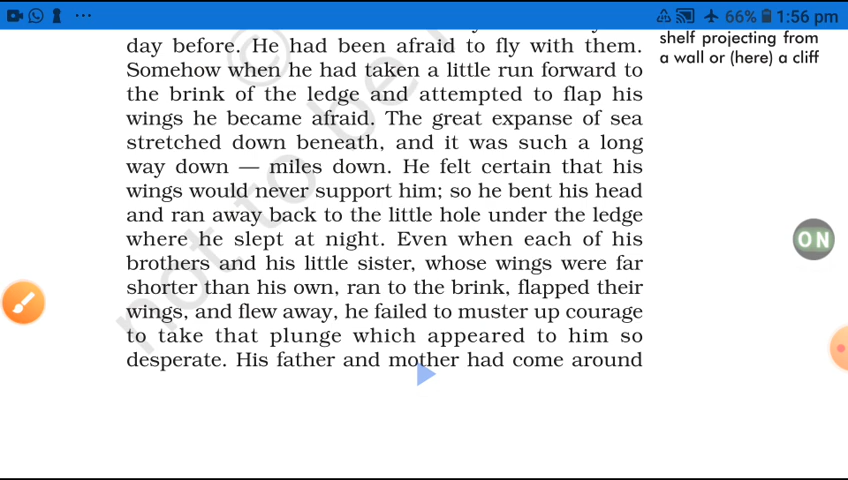 66% 1:56 pm
day before. He had been afraid to fly with them.
Somehow when he had taken a little run forward to
the brink of the ledge and attempted to flap his
wings he became afraid. The great expanse of sea
stretched down beneath, and it was such a long
way down — miles down. He felt certain that his
wings would never support him; so he bent his head
and ran away back to the little hole under the ledge
where he slept at night. Even when each of his
brothers and his little sister, whose wings were far
shorter than his own, ran to the brink, flapped their
wings, and flew away, he failed to muster up courage
to take that plunge which appeared to him so
desperate. His father and mother had come around
shelf projecting from
a wall or (here) a cliff
ON
©
not to be